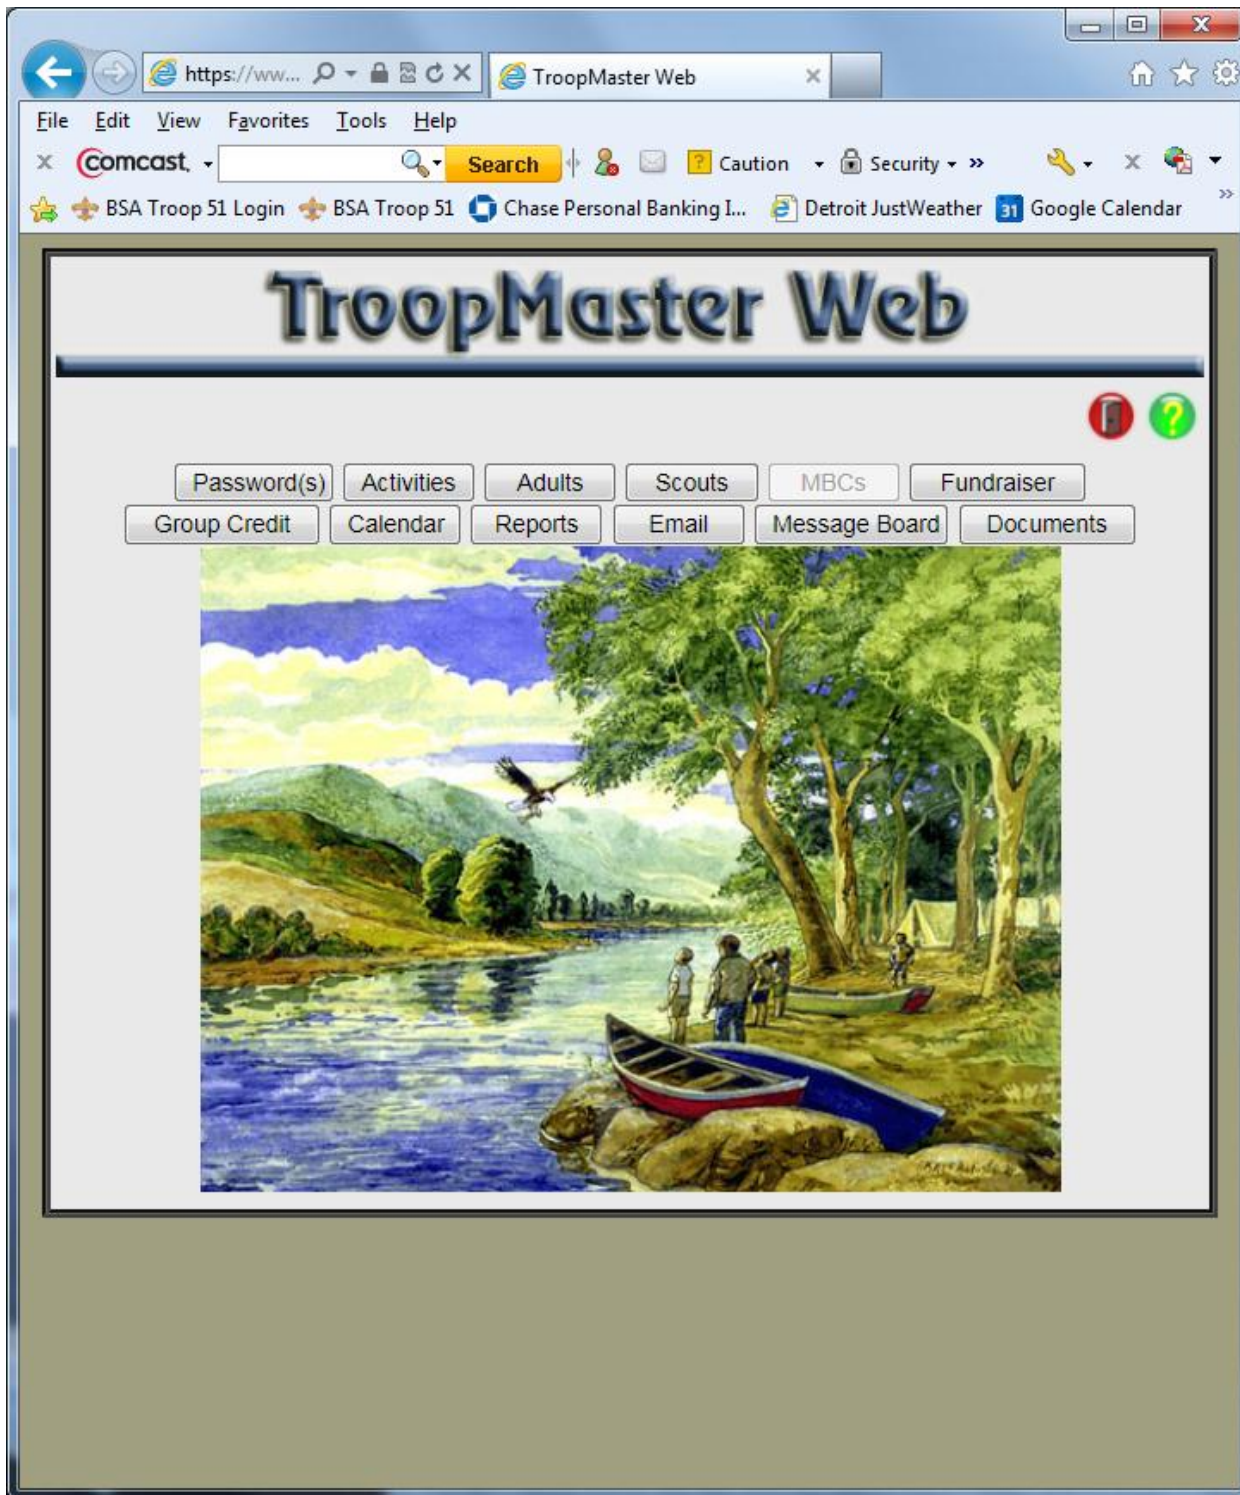 https://ww... TroopMaster Web
File Edit View Favorites Tools Help
Comcast. Search ? Caution Security »
BSA Troop 51 Login BSA Troop 51 Chase Personal Banking I... Detroit JustWeather 31 Google Calendar »
TroopMaster Web
?
Password(s) Activities Adults Scouts MBCs Fundraiser
Group Credit Calendar Reports Email Message Board Documents